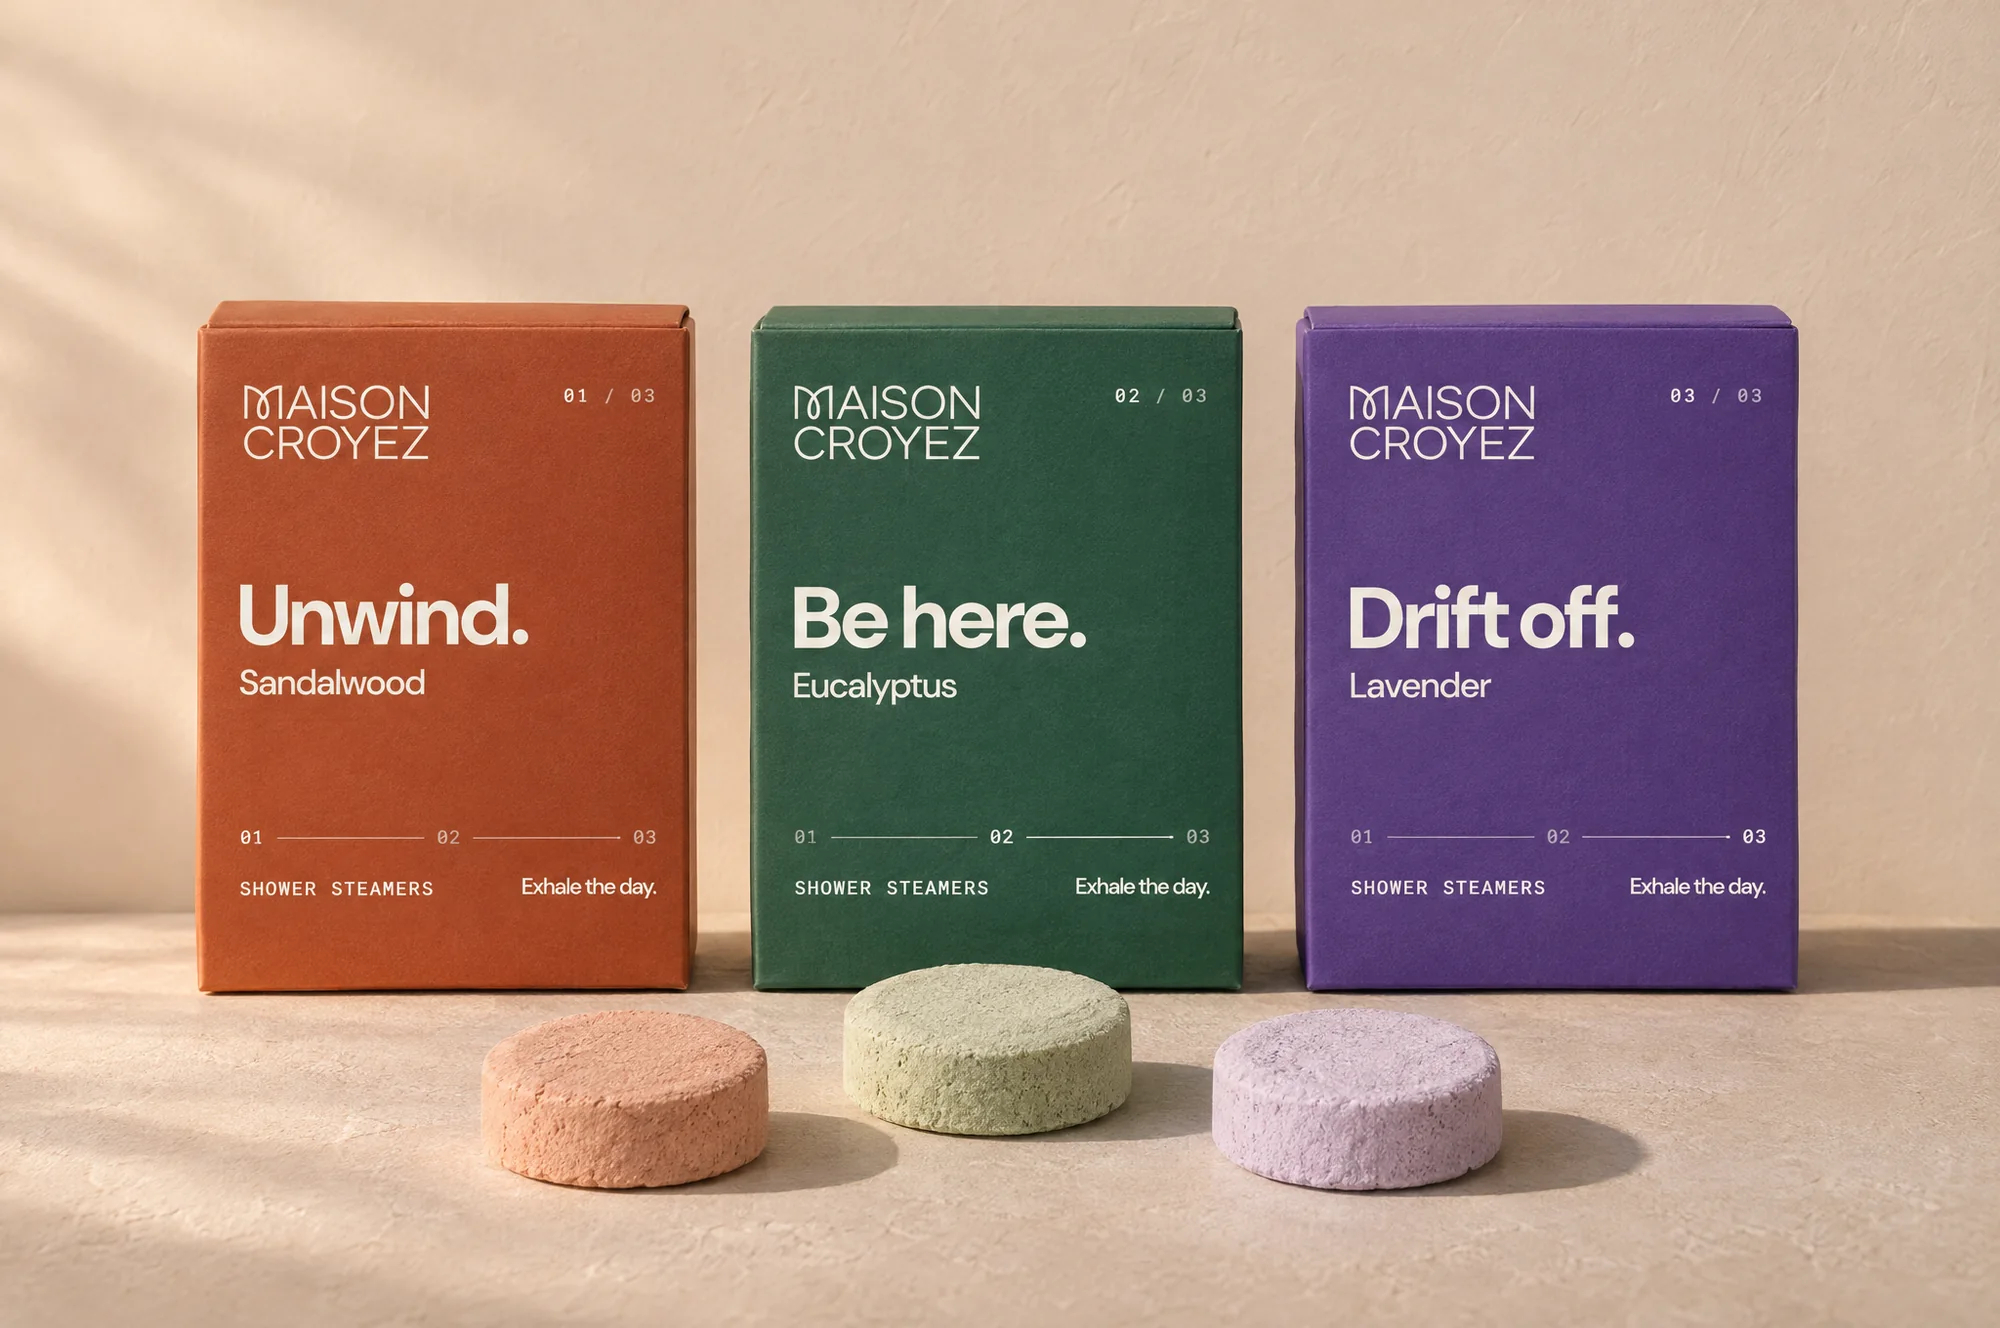 MAISON
CROYEZ
01 / 03
Unwind.
Sandalwood
01 02 03
SHOWER STEAMERS
Exhale the day.
MAISON
CROYEZ
02 / 03
Be here.
Eucalyptus
01 02 03
SHOWER STEAMERS
Exhale the day.
MAISON
CROYEZ
03 / 03
Drift off.
Lavender
01 02 03
SHOWER STEAMERS
Exhale the day.